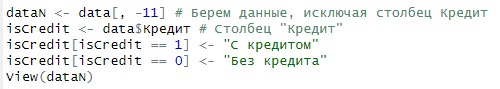 dataN <- data[, -11] # Берем данные, исключая столбец Кредит
isCredit <- data$Кредит # Столбец "Кредит"
isCredit[isCredit == 1] <- "С кредитом"
isCredit[isCredit == 0] <- "Без кредита"
View(dataN)